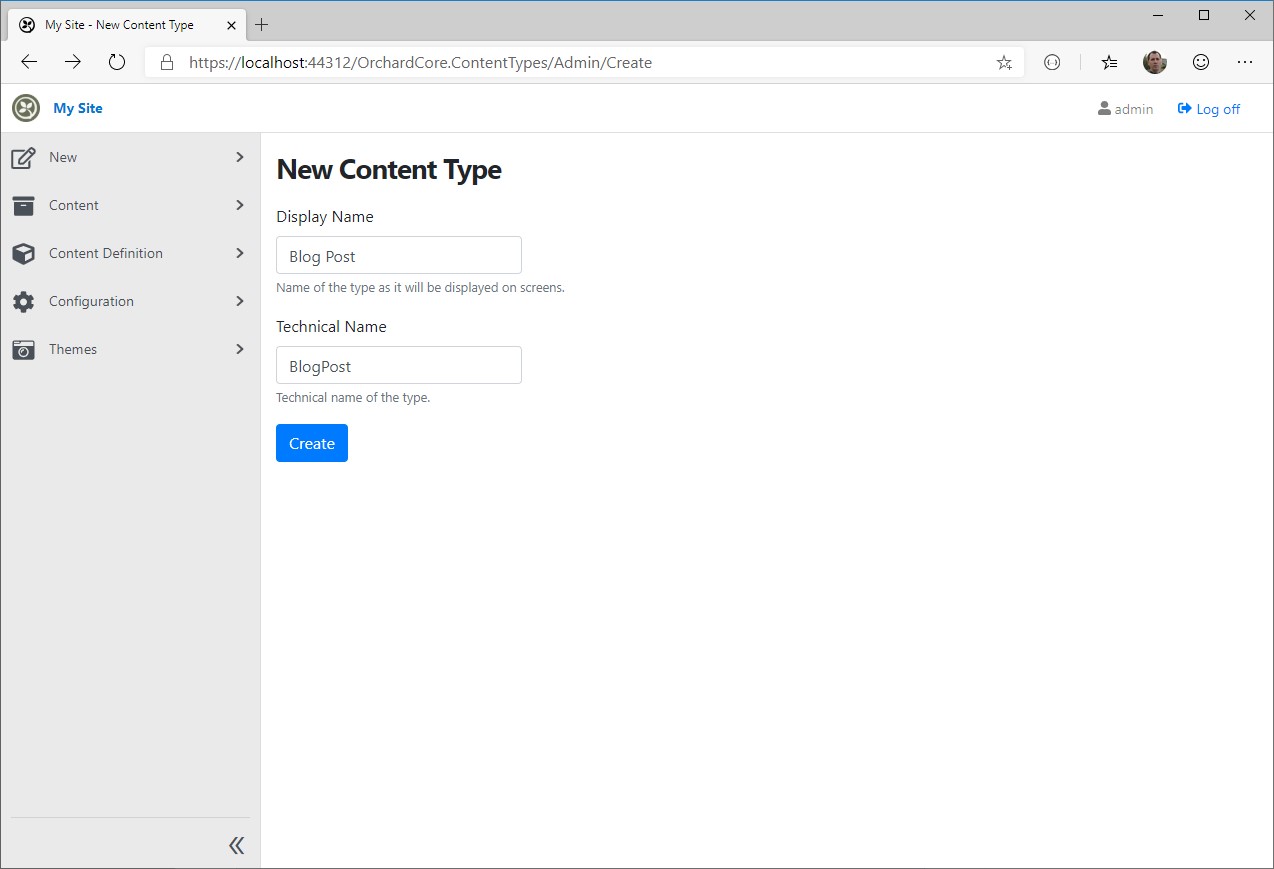 My Site - New Content Type
https://localhost:44312/OrchardCore.ContentTypes/Admin/Create
My Site
admin
Log off
New
Content
Content Definition
Configuration
Themes
New Content Type
Display Name
Blog Post
Name of the type as it will be displayed on screens.
Technical Name
BlogPost
Technical name of the type.
Create